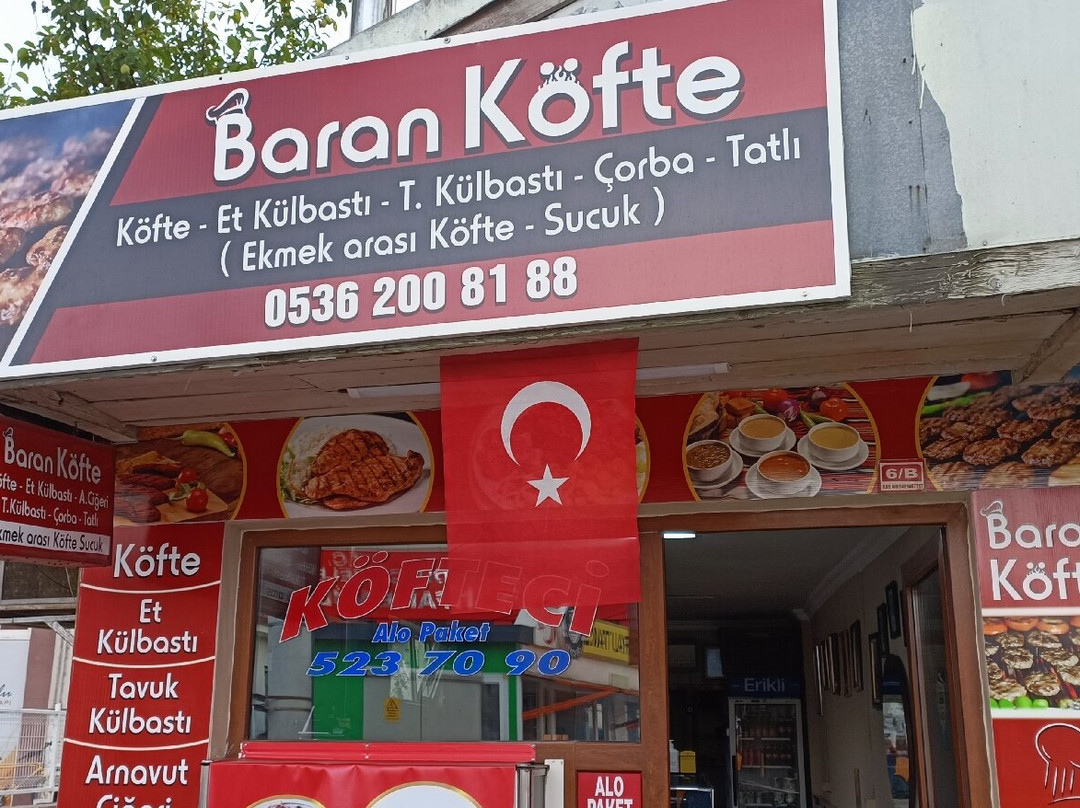 Baran Köfte
Köfte - Et Külbastı - T. Külbastı - Çorba - Tatlı
( Ekmek arası Köfte - Sucuk )
0536 200 81 88
Baran Köfte
öfte - Et Külbastı - A.Ciğeri
T.Külbastı - Çorba - Tatlı
Ekmek arası Köfte Sucuk
6/B
Köfte
Et
Külbastı
Tavuk
Külbastı
Arnavut
Ciğeri
KÖFTECİ
Alo Paket
523 70 90
Erikli
ALO
PAKET
Baran
Köfte